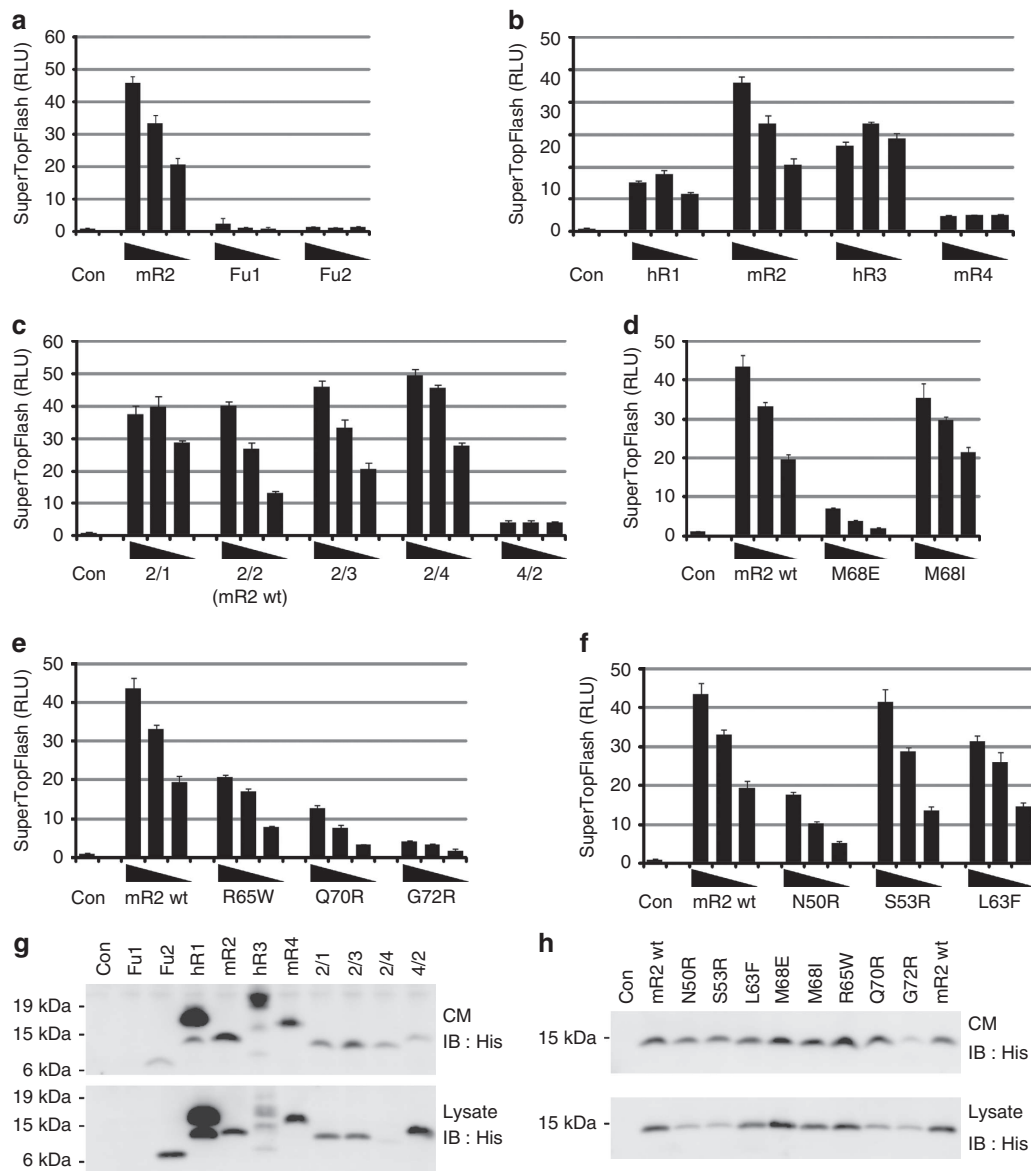 a
SuperTopFlash (RLU)
60
50
40
30
20
10
0
Con mR2 Fu1 Fu2
b
SuperTopFlash (RLU)
50
40
30
20
10
0
Con hR1 mR2 hR3 mR4
c
SuperTopFlash (RLU)
60
50
40
30
20
10
0
Con 2/1 2/2 2/3 2/4 4/2
(mR2 wt)
d
SuperTopFlash (RLU)
50
40
30
20
10
0
Con mR2 wt M68E M68I
e
SuperTopFlash (RLU)
50
40
30
20
10
0
Con mR2 wt R65W Q70R G72R
f
SuperTopFlash (RLU)
50
40
30
20
10
0
Con mR2 wt N50R S53R L63F
g
Con Fu1 Fu2 hR1 mR2 hR3 mR4 2/1 2/3 2/4 4/2
19 kDa -
15 kDa -
6 kDa -
CM
IB : His
19 kDa -
15 kDa -
6 kDa -
Lysate
IB : His
h
Con mR2 wt N50R S53R L63F M68E M68I R65W Q70R G72R mR2 wt
15 kDa -
CM
IB : His
15 kDa -
Lysate
IB : His